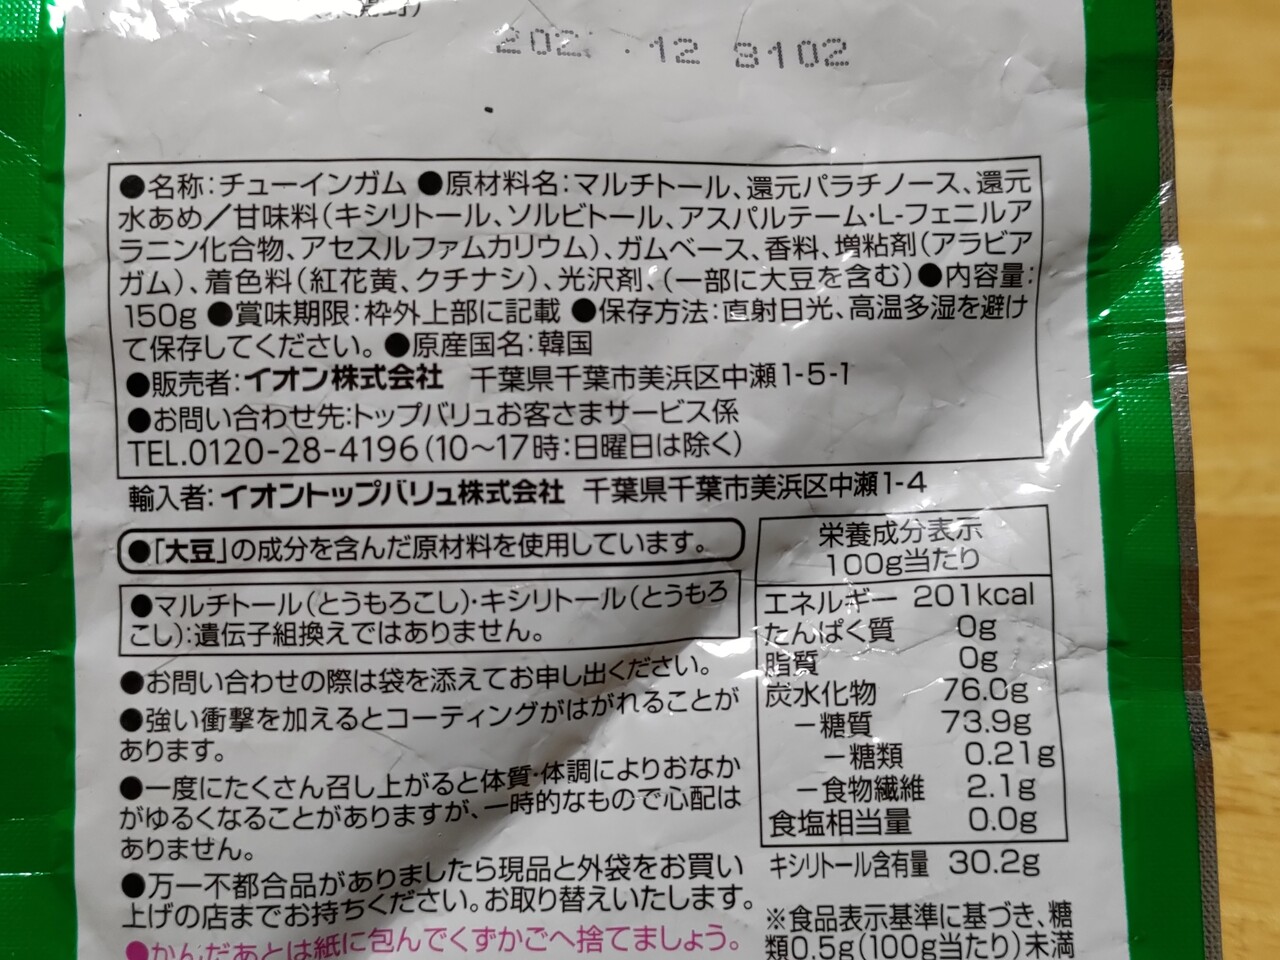 202 .12 S102
●名称：チューインガム ●原材料名：マルチトール、還元パラチノース、還元
水あめ／甘味料（キシリトール、ソルビトール、アスパルテーム・L-フェニルア
ラニン化合物、アセスルファムカリウム）、ガムベース、香料、増粘剤（アラビア
ガム）、着色料（紅花黄、クチナシ）、光沢剤、（一部に大豆を含む）●内容量：
150g ●賞味期限：枠外上部に記載 ●保存方法：直射日光、高温多湿を避け
て保存してください。●原産国名：韓国
●販売者：イオン株式会社 千葉県千葉市美浜区中瀬1-5-1
●お問い合わせ先：トップバリュお客さまサービス係
TEL.0120-28-4196（10～17時：日曜日は除く）
輸入者：イオントップバリュ株式会社 千葉県千葉市美浜区中瀬1-4
●「大豆」の成分を含んだ原材料を使用しています。
●マルチトール（とうもろこし）・キシリトール（とうもろ
こし）：遺伝子組換えではありません。
●お問い合わせの際は袋を添えてお申し出ください。
●強い衝撃を加えるとコーティングがはがれることが
あります。
●一度にたくさん召し上がると体質・体調によりおなか
がゆるくなることがありますが、一時的なもので心配は
ありません。
●万一不都合品がありましたら現品と外袋をお買い
上げの店までお持ちください。お取り替えいたします。
●かんだあとは紙に包んでくずかごへ捨てましょう。
栄養成分表示
100g当たり
エネルギー 201kcal
たんぱく質 0g
脂質 0g
炭水化物 76.0g
－糖質 73.9g
－糖類 0.21g
－食物繊維 2.1g
食塩相当量 0.0g
キシリトール含有量 30.2g
※食品表示基準に基づき、糖
類0.5g（100g当たり）未満